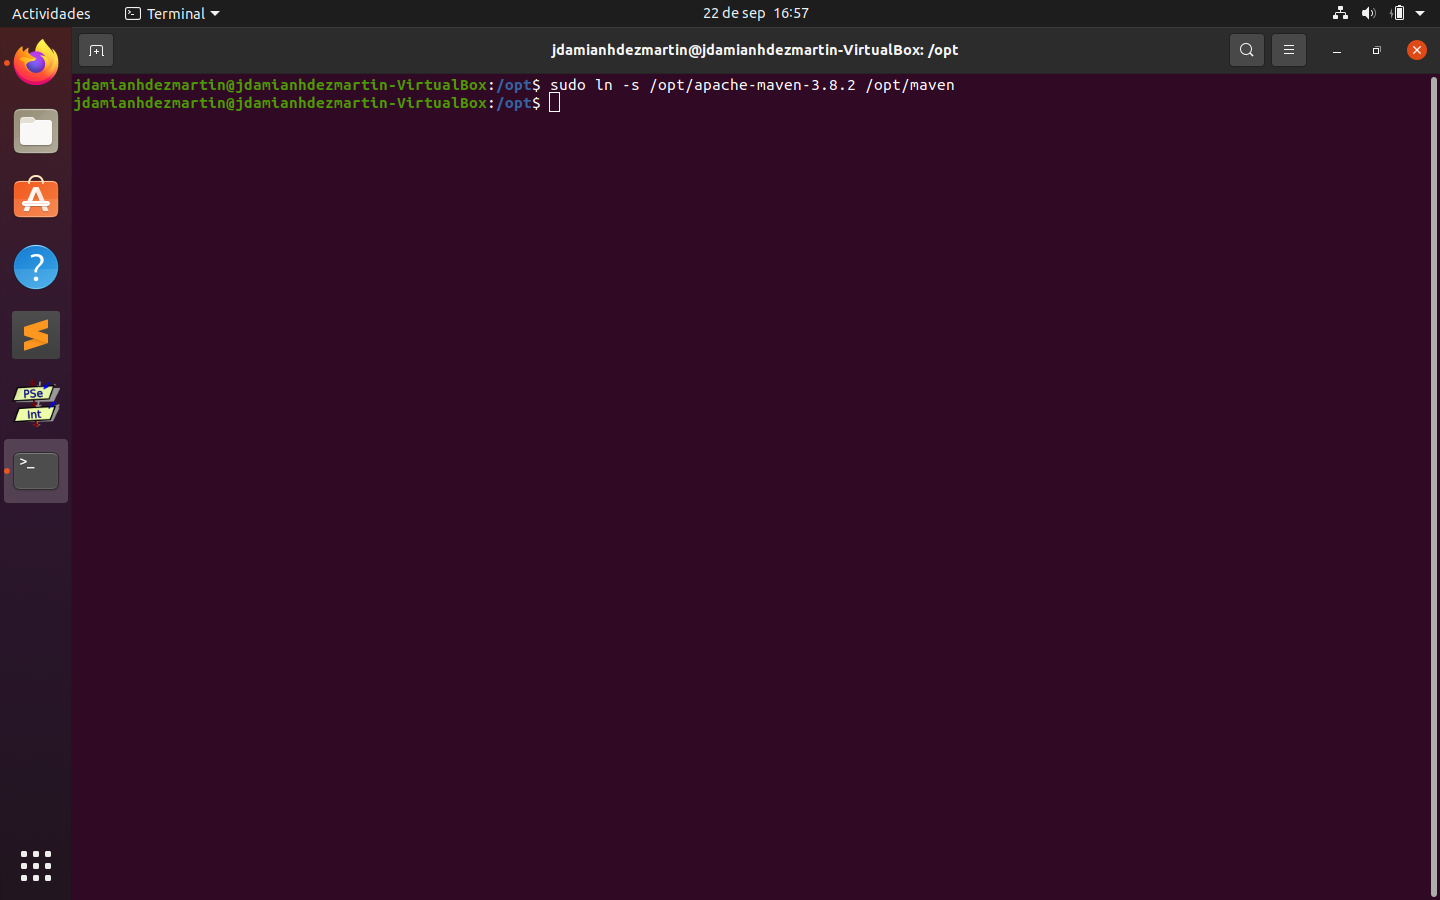 Actividades
Terminal
22 de sep 16:57
jdamianhdezmartin@jdamianhdezmartin-VirtualBox: /opt
jdamianhdezmartin@jdamianhdezmartin-VirtualBox:/opt$ sudo ln -s /opt/apache-maven-3.8.2 /opt/maven
jdamianhdezmartin@jdamianhdezmartin-VirtualBox:/opt$
PSe
Int
>_